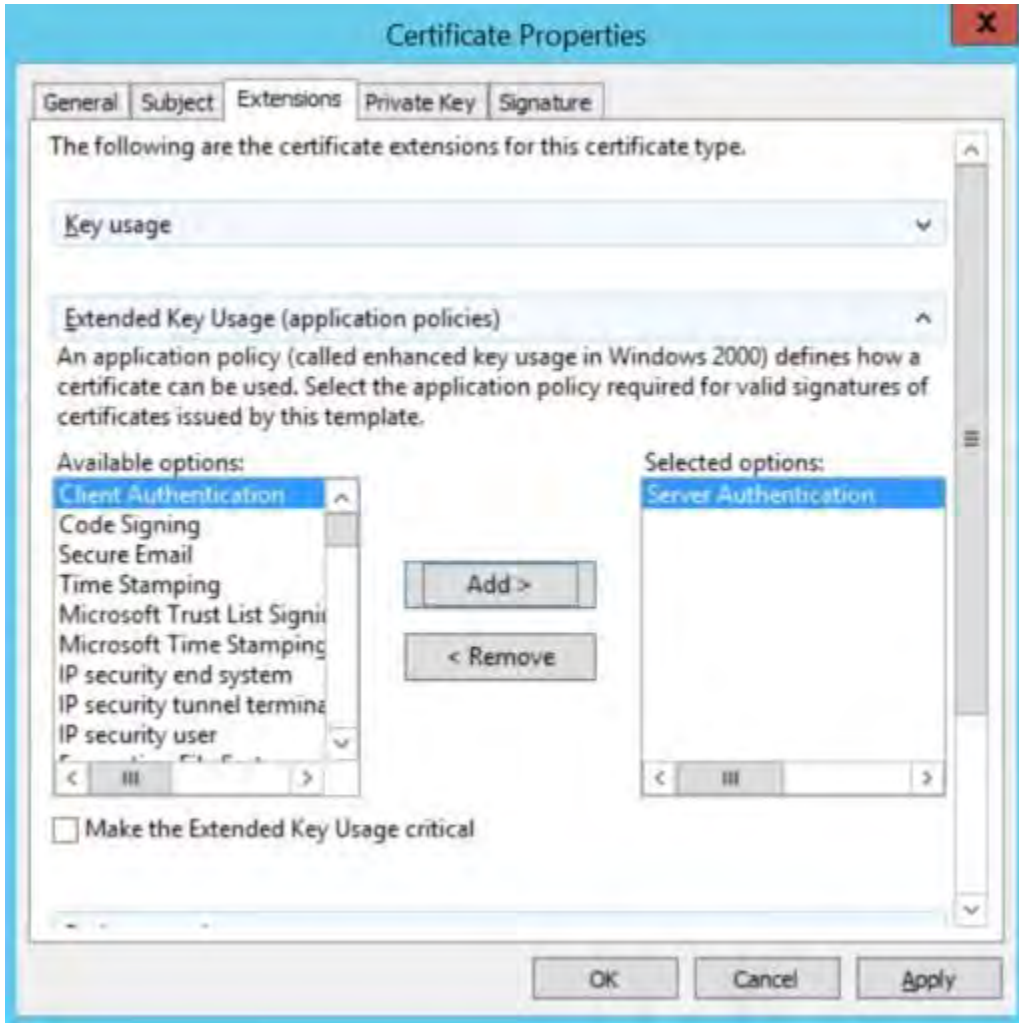 Certificate Properties
X
General Subject Extensions Private Key Signature
The following are the certificate extensions for this certificate type.
Key usage
Extended Key Usage (application policies)
An application policy (called enhanced key usage in Windows 2000) defines how a
certificate can be used. Select the application policy required for valid signatures of
certificates issued by this template.
Available options:
Client Authentication
Code Signing
Secure Email
Time Stamping
Microsoft Trust List Signi
Microsoft Time Stamping
IP security end system
IP security tunnel termina
IP security user
Add >
< Remove
Selected options:
Server Authentication
Make the Extended Key Usage critical
OK Cancel Apply